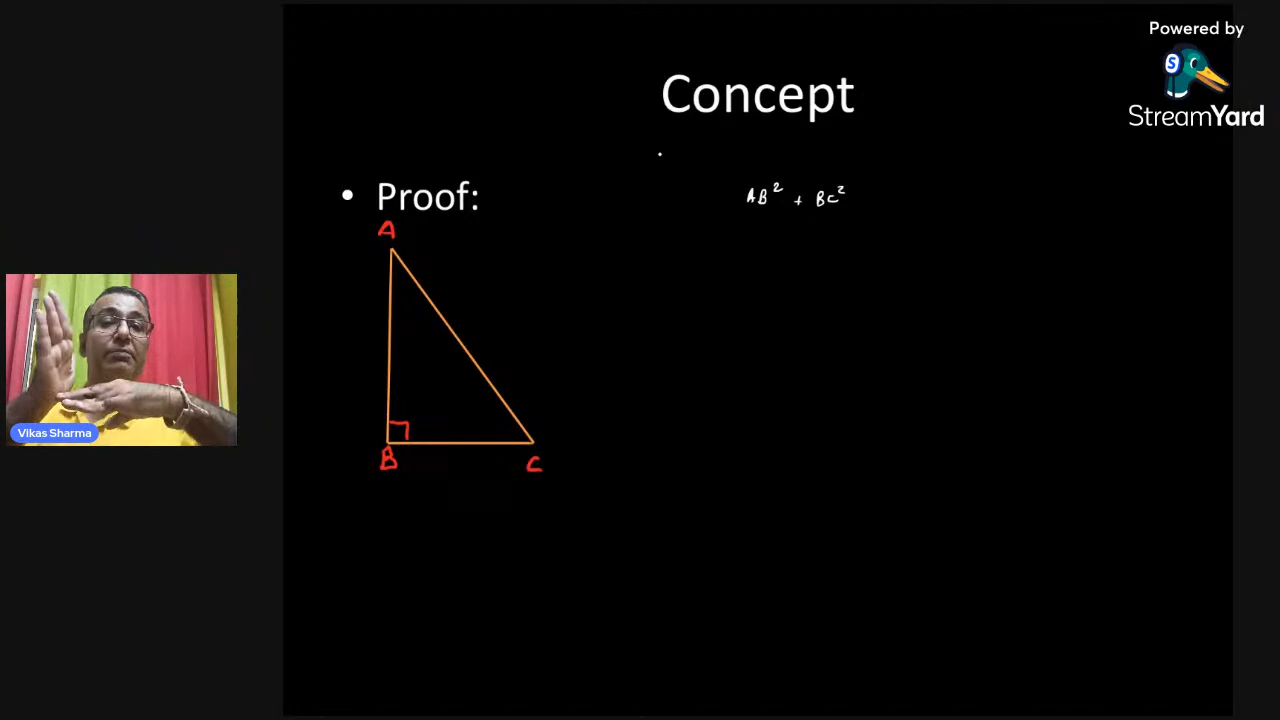 Powered by
StreamYard
Concept
• Proof:
AB² + BC²
A
B
C
Vikas Sharma